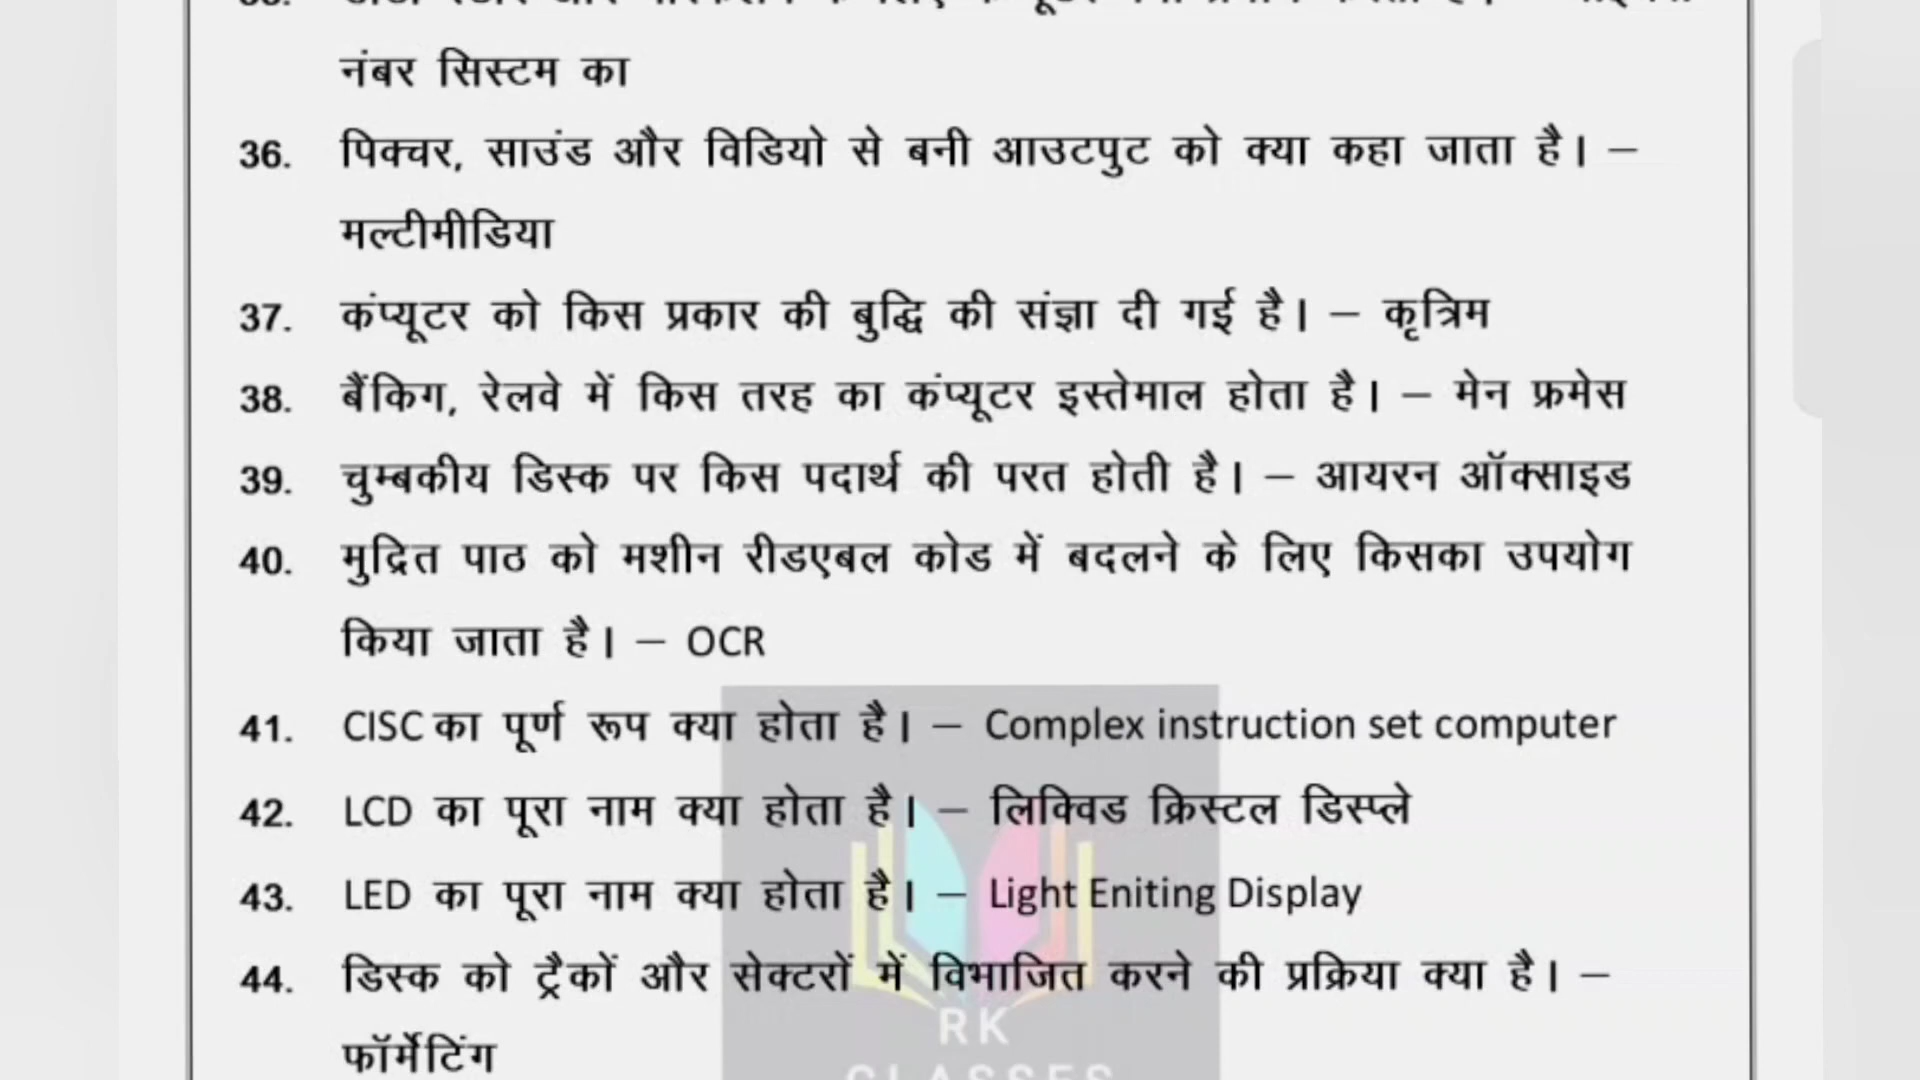 नंबर सिस्टम का
36. पिक्चर, साउंड और विडियो से बनी आउटपुट को क्या कहा जाता है। –
मल्टीमीडिया
37. कंप्यूटर को किस प्रकार की बुद्धि की संज्ञा दी गई है। – कृत्रिम
38. बैंकिग, रेलवे में किस तरह का कंप्यूटर इस्तेमाल होता है। – मेन फ्रमेस
39. चुम्बकीय डिस्क पर किस पदार्थ की परत होती है। – आयरन ऑक्साइड
40. मुद्रित पाठ को मशीन रीडएबल कोड में बदलने के लिए किसका उपयोग
किया जाता है। – OCR
41. CISC का पूर्ण रूप क्या होता है। – Complex instruction set computer
42. LCD का पूरा नाम क्या होता है। – लिक्विड क्रिस्टल डिस्प्ले
43. LED का पूरा नाम क्या होता है। – Light Eniting Display
44. डिस्क को ट्रैकों और सेक्टरों में विभाजित करने की प्रक्रिया क्या है। –
फॉर्मेटिंग
RK
CLASSES